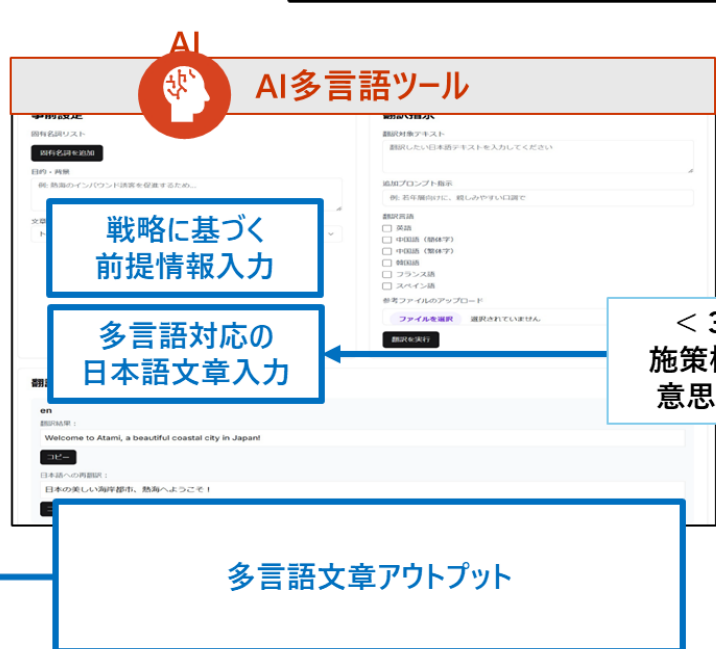 AI
AI多言語ツール
事前設定
固有名詞リスト
固有名詞を追加
目的・背景
例: 熱海のインバウンド誘客を促進するため...
戦略に基づく
前提情報入力
多言語対応の
日本語文章入力
翻訳指示
翻訳対象テキスト
翻訳したい日本語テキストを入力してください
追加プロンプト指示
例: 若年層向けに、親しみやすい口調で
翻訳言語
英語
中国語（簡体字）
中国語（繁体字）
韓国語
フランス語
スペイン語
参考ファイルのアップロード
ファイルを選択 選択されていません
翻訳を実行
＜3
施策
意思
en
翻訳結果：
Welcome to Atami, a beautiful coastal city in Japan!
コピー
日本語への再翻訳：
日本の美しい海岸都市、熱海へようこそ！
多言語文章アウトプット